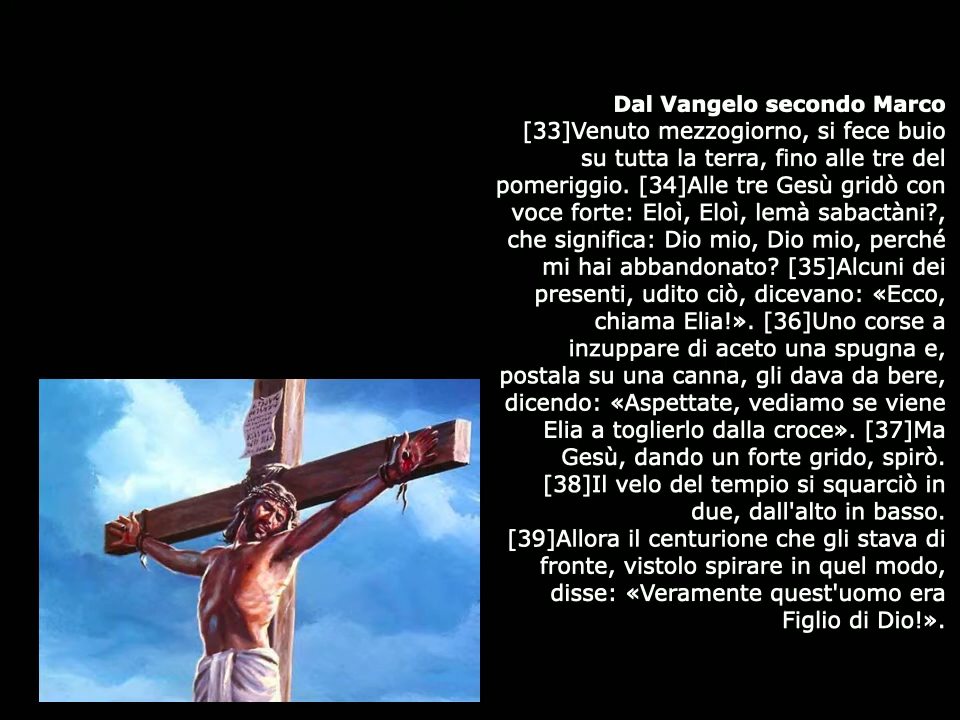 Dal Vangelo secondo Marco
[33]Venuto mezzogiorno, si fece buio
su tutta la terra, fino alle tre del
pomeriggio. [34]Alle tre Gesù gridò con
voce forte: Eloì, Eloì, lemà sabactàni?,
che significa: Dio mio, Dio mio, perché
mi hai abbandonato? [35]Alcuni dei
presenti, udito ciò, dicevano: «Ecco,
chiama Elia!». [36]Uno corse a
inzuppare di aceto una spugna e,
postala su una canna, gli dava da bere,
dicendo: «Aspettate, vediamo se viene
Elia a toglierlo dalla croce». [37]Ma
Gesù, dando un forte grido, spirò.
[38]Il velo del tempio si squarciò in
due, dall'alto in basso.
[39]Allora il centurione che gli stava di
fronte, vistolo spirare in quel modo,
disse: «Veramente quest'uomo era
Figlio di Dio!».